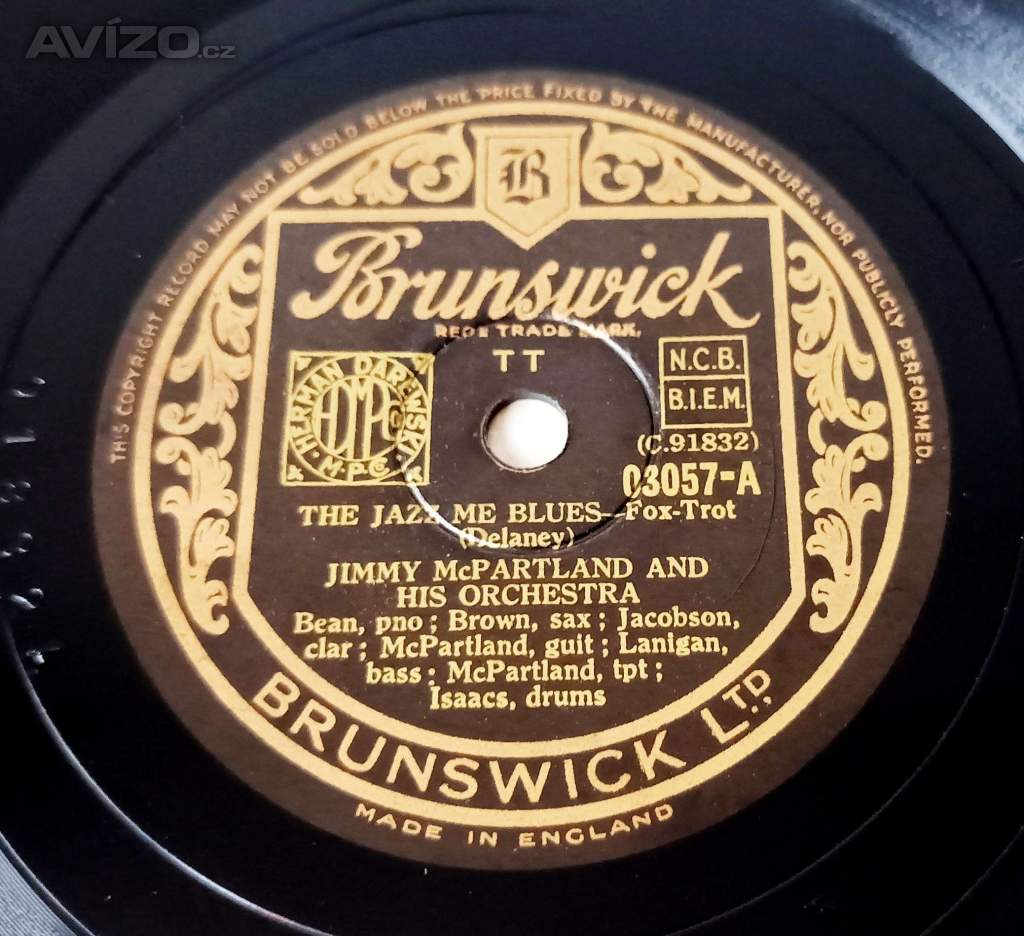 AVÍZO.cz
THIS COPYRIGHT RECORD MAY NOT BE SOLD BELOW THE PRICE FIXED BY THE MANUFACTURER, NOR PUBLICLY PERFORMED.
B
Brunswick
REGD TRADE MARK.
TT
HERMAN DAREWSKI
M.P.Co.
N.C.B.
B.I.E.M.
(C.91832)
03057-A
THE JAZZ ME BLUES—Fox-Trot
(Delaney)
JIMMY McPARTLAND AND
HIS ORCHESTRA
Bean, pno ; Brown, sax ; Jacobson,
clar ; McPartland, guit ; Lanigan,
bass ; McPartland, tpt ;
Isaacs, drums
BRUNSWICK LTD,
MADE IN ENGLAND